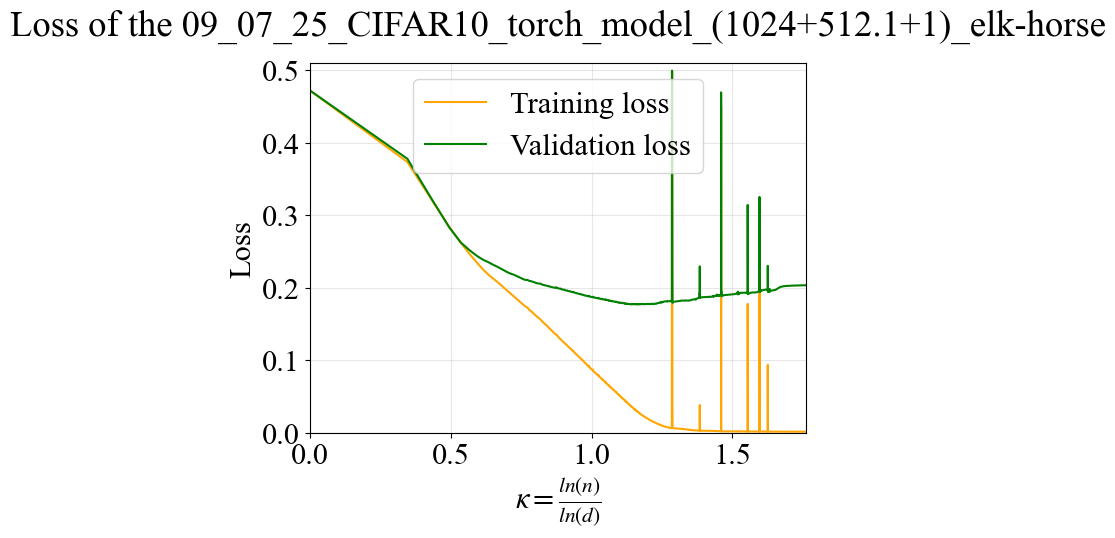 Loss of the 09_07_25_CIFAR10_torch_model_(1024+512.1+1)_elk-horse
0.5
0.4
0.3
0.2
0.1
0.0
Loss
Training loss
Validation loss
0.0 0.5 1.0 1.5
κ = ln(n)/ln(d)